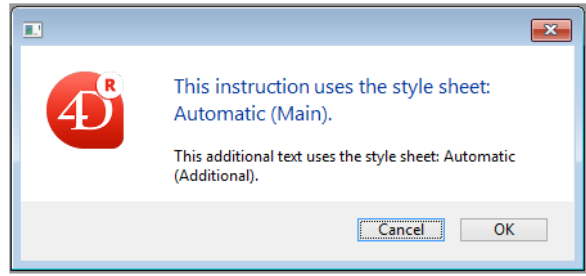 4D
R
This instruction uses the style sheet:
Automatic (Main).
This additional text uses the style sheet: Automatic
(Additional).
Cancel
OK